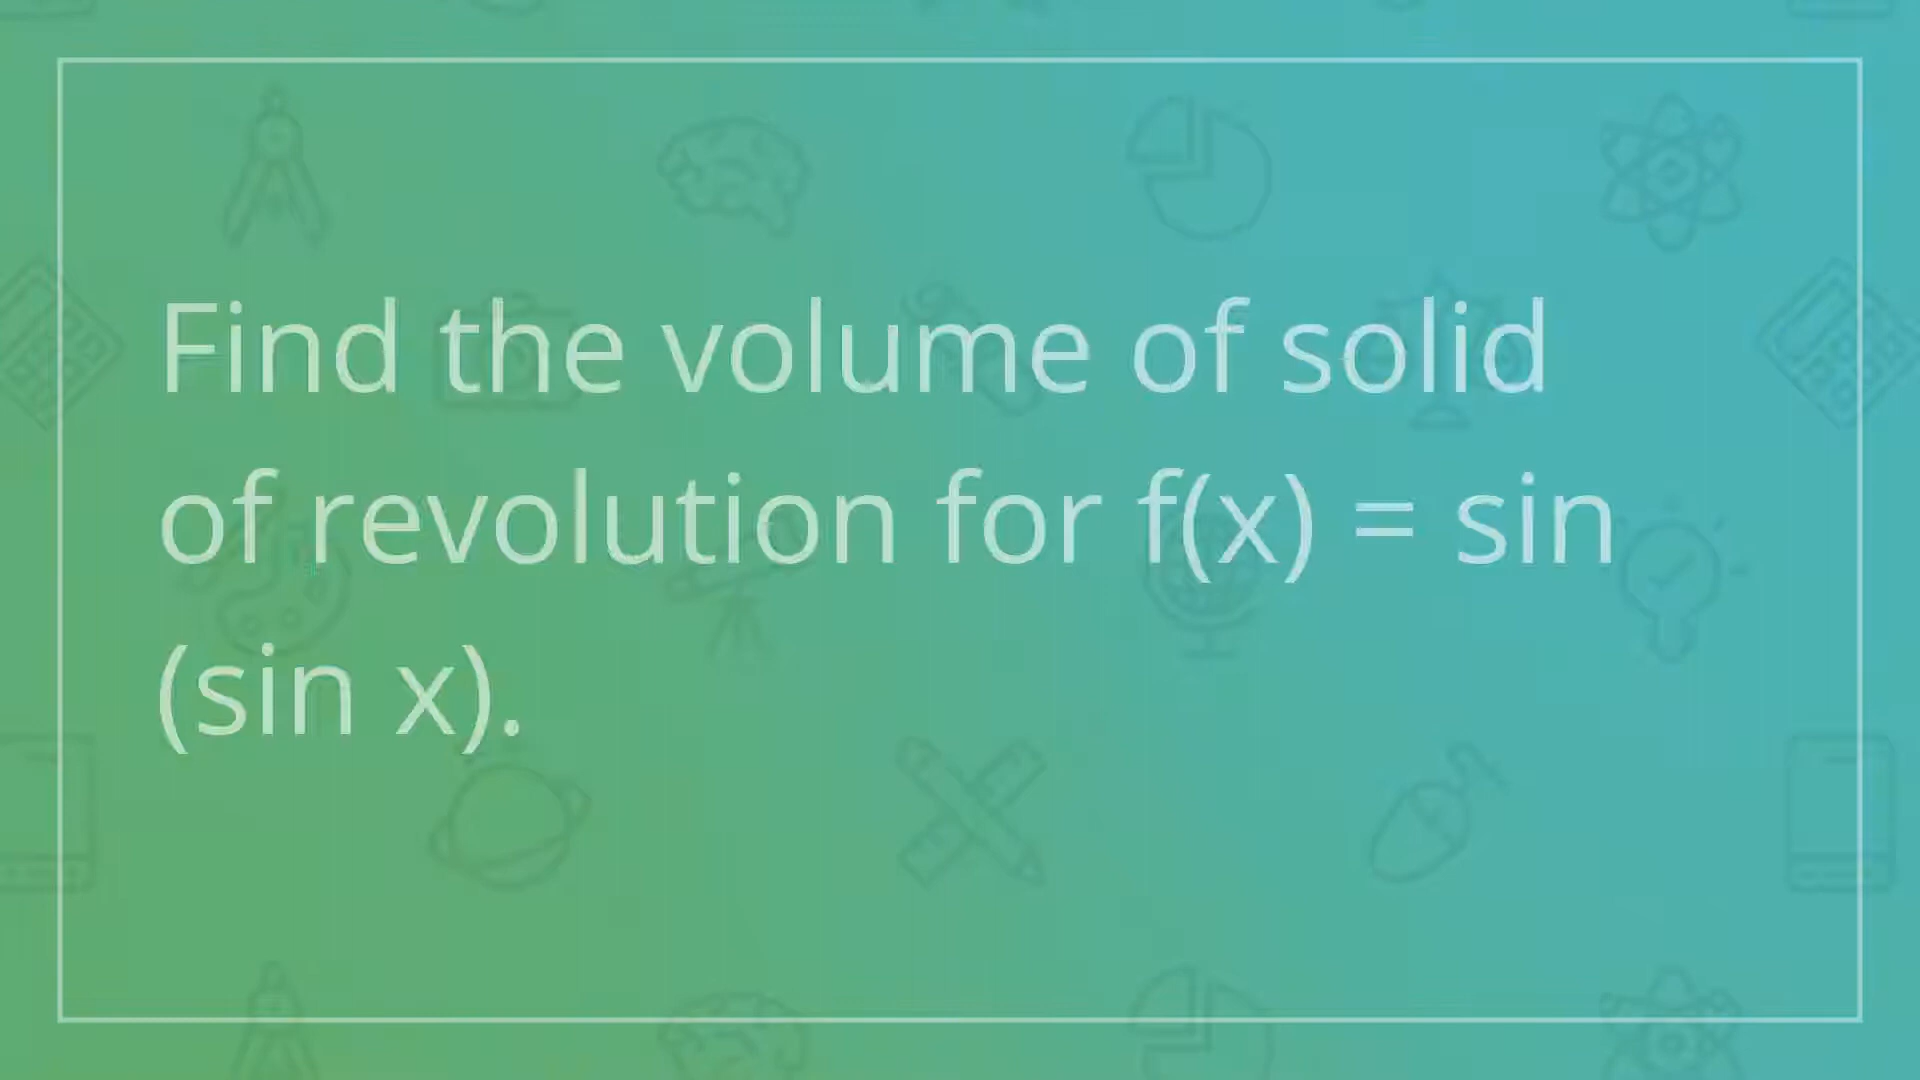 Find the volume of solid
of revolution for f(x) = sin
(sin x).